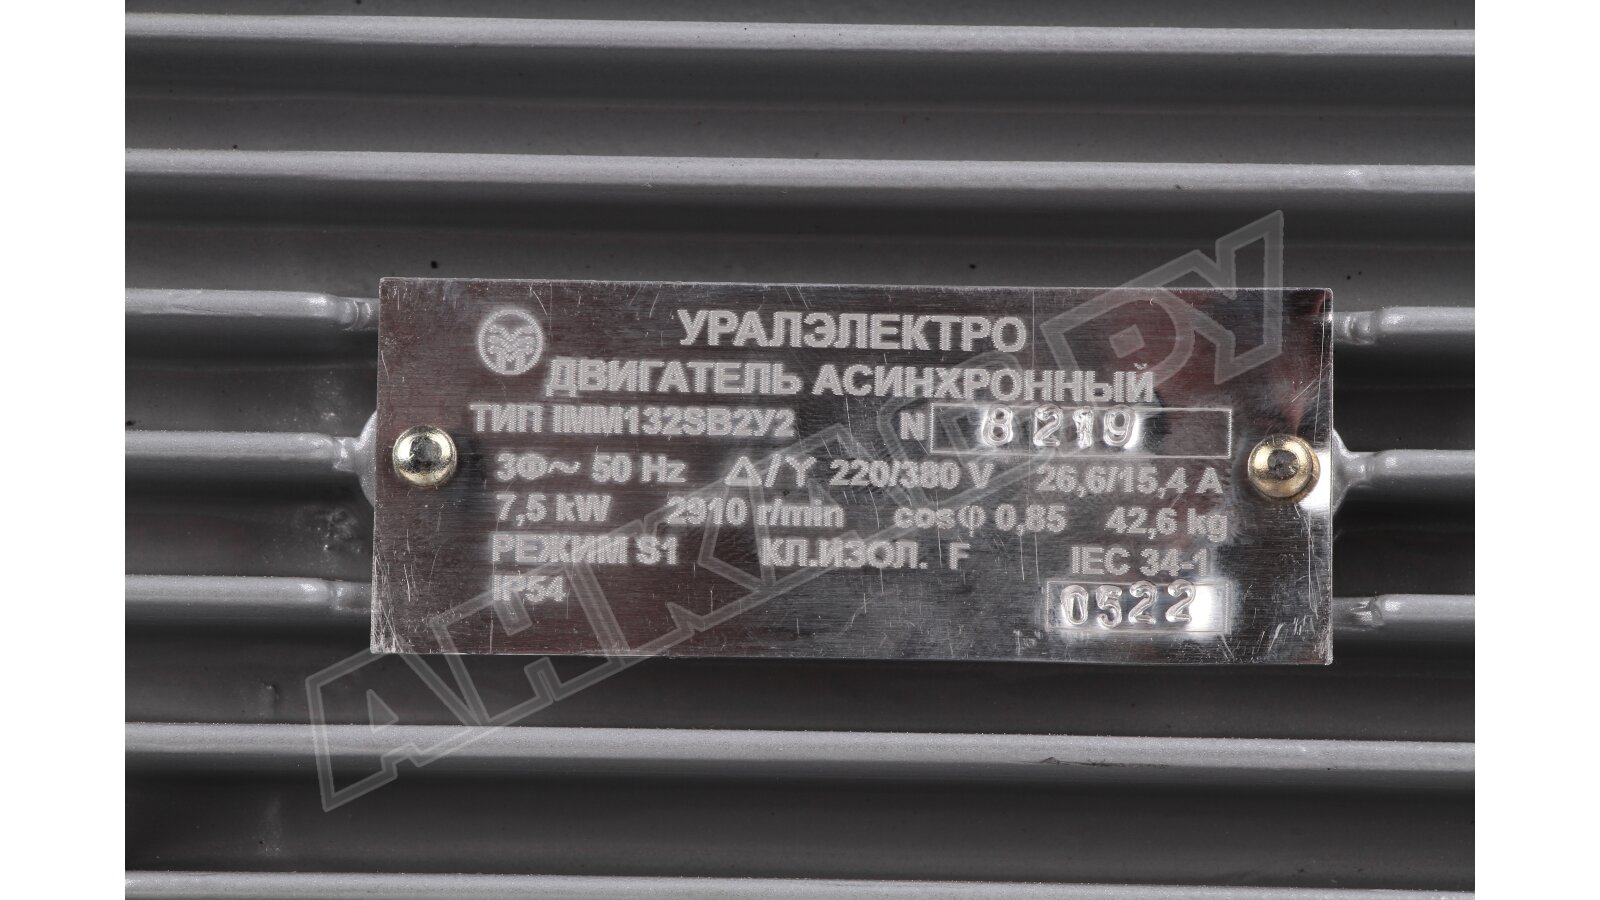 УРАЛЭЛЕКТРО
ДВИГАТЕЛЬ АСИНХРОННЫЙ
ТИП IMM132SB2У2 N 8219
3Ф~ 50 Hz Δ/Y 220/380 V 26,6/15,4 A
7,5 kW 2910 r/min cosφ 0,85 42,6 kg
РЕЖИМ S1 КЛ.ИЗОЛ. F IEC 34-1
IP54 0522